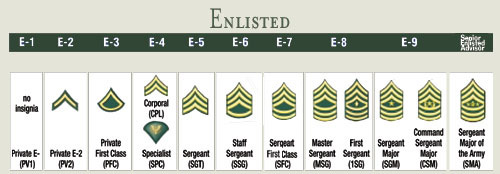 ENLISTED
E-1 E-2 E-3 E-4 E-5 E-6 E-7 E-8 E-9 Senior Enlisted Advisor
no
insignia
Private E-
(PV1)
Private E-2
(PV2)
Private
First Class
(PFC)
Corporal
(CPL)
Specialist
(SPC)
Sergeant
(SGT)
Staff
Sergeant
(SSG)
Sergeant
First Class
(SFC)
Master
Sergeant
(MSG)
First
Sergeant
(1SG)
Sergeant
Major
(SGM)
Command
Sergeant
Major
(CSM)
Sergeant
Major of
the Army
(SMA)